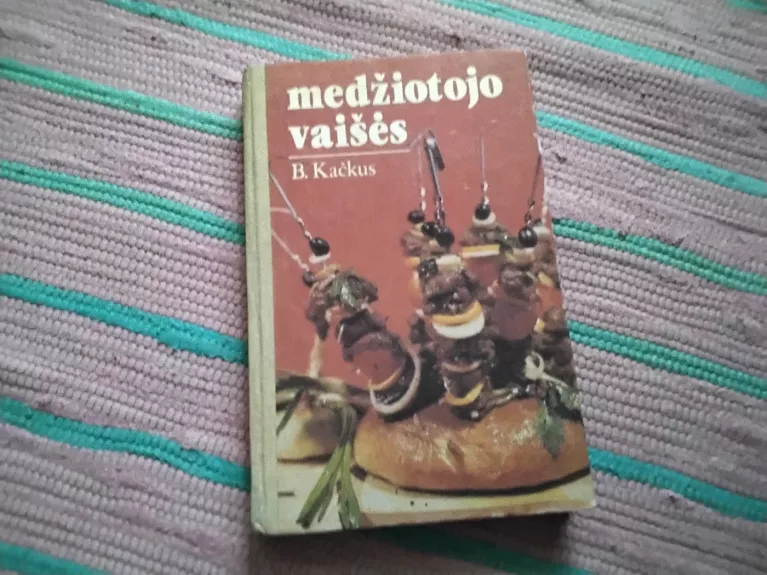 medžiotojo
vaišės
B. Kačkus